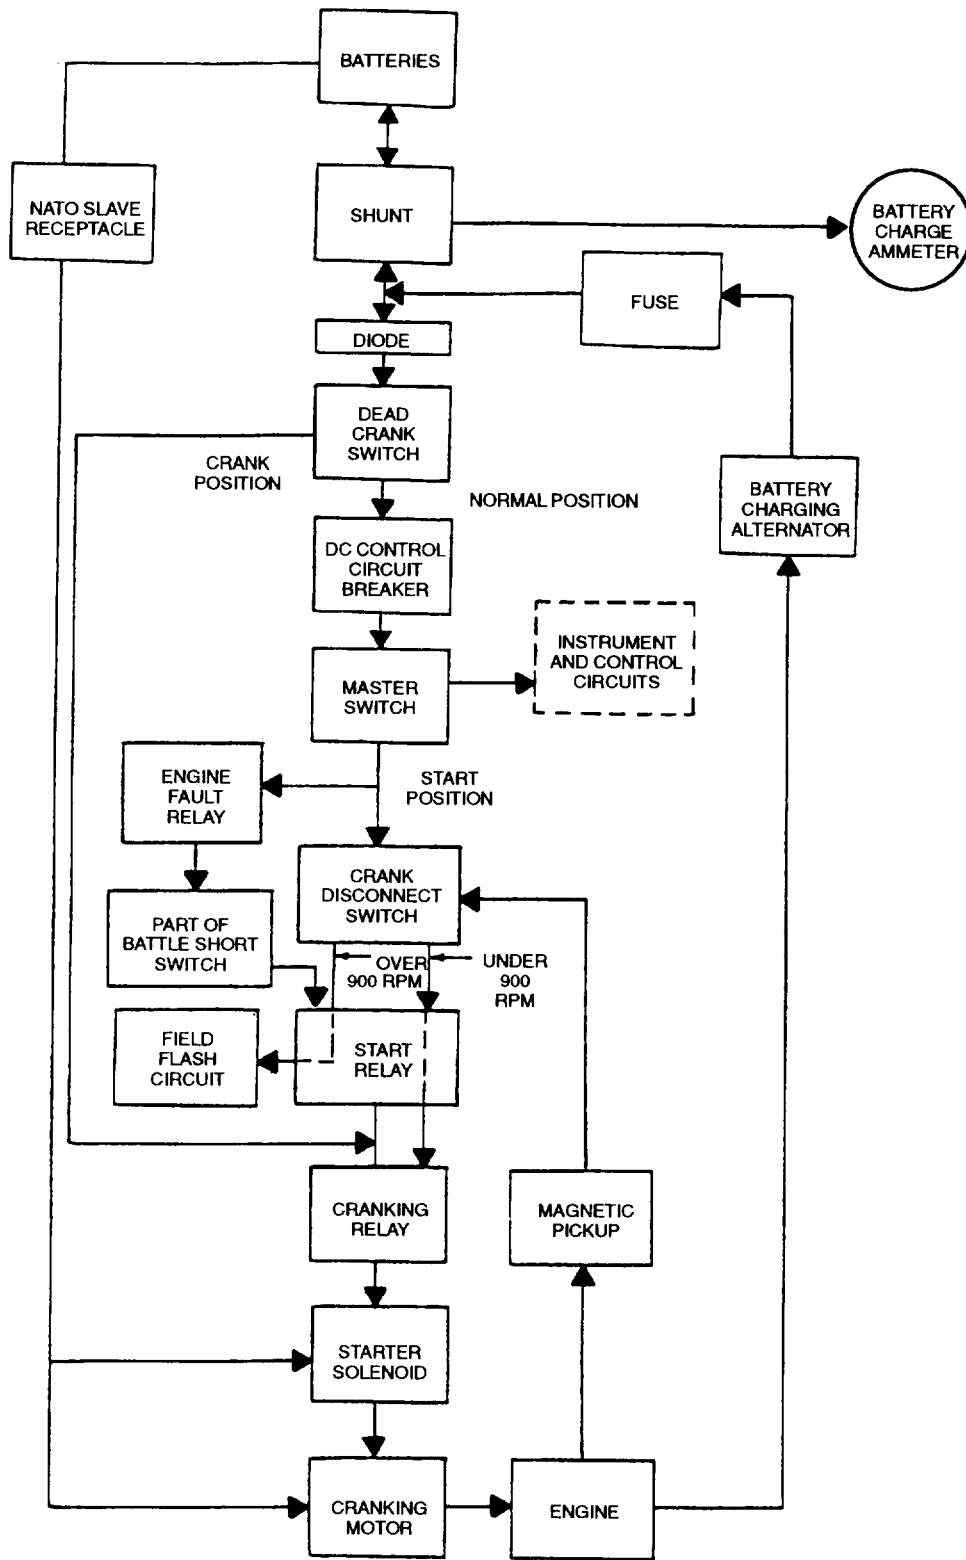 BATTERIES
NATO SLAVE
RECEPTACLE
SHUNT
BATTERY
CHARGE
AMMETER
FUSE
DIODE
DEAD
CRANK
SWITCH
CRANK
POSITION
NORMAL POSITION
BATTERY
CHARGING
ALTERNATOR
DC CONTROL
CIRCUIT
BREAKER
INSTRUMENT
AND CONTROL
CIRCUITS
MASTER
SWITCH
ENGINE
FAULT
RELAY
START
POSITION
CRANK
DISCONNECT
SWITCH
PART OF
BATTLE SHORT
SWITCH
OVER
900 RPM
UNDER
900
RPM
FIELD
FLASH
CIRCUIT
START
RELAY
CRANKING
RELAY
MAGNETIC
PICKUP
STARTER
SOLENOID
CRANKING
MOTOR
ENGINE